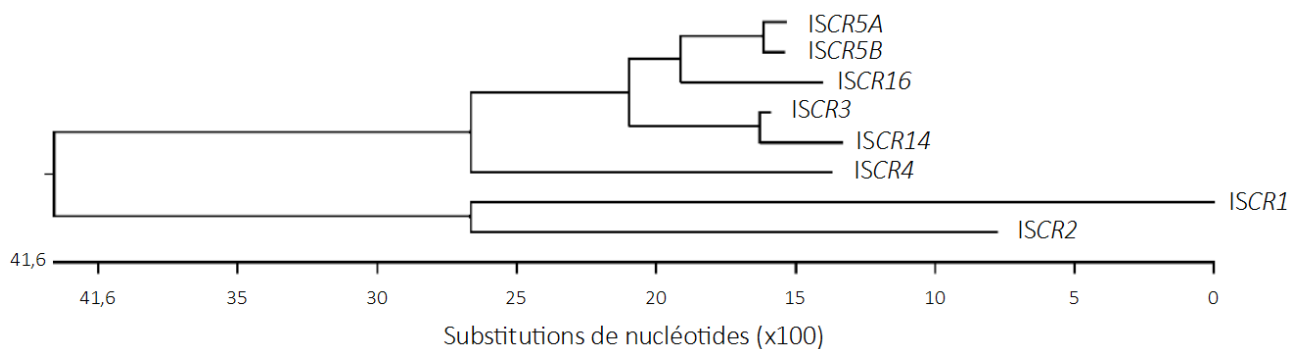 ISCR5A
ISCR5B
ISCR16
ISCR3
ISCR14
ISCR4
ISCR1
ISCR2
41,6
41,6 35 30 25 20 15 10 5 0
Substitutions de nucléotides (x100)